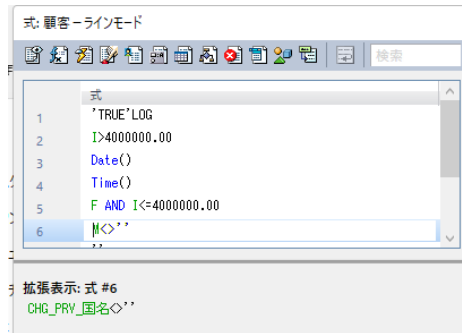 式: 顧客 – ラインモード
検索
式
1 'TRUE'LOG
2 I>4000000.00
3 Date()
4 Time()
5 F AND I<=4000000.00
6 M<>''
''
拡張表示: 式 #6
CHG_PRV_国名<>''